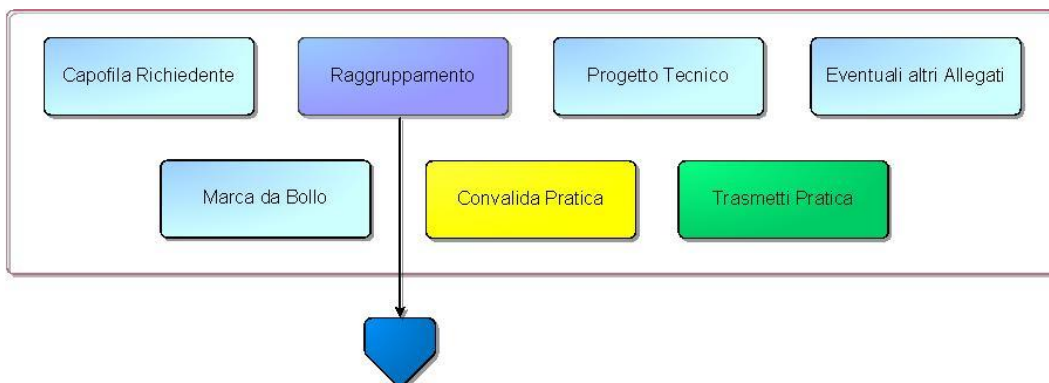 Capofila Richiedente
Raggruppamento
Progetto Tecnico
Eventuali altri Allegati
Marca da Bollo
Convalida Pratica
Trasmetti Pratica